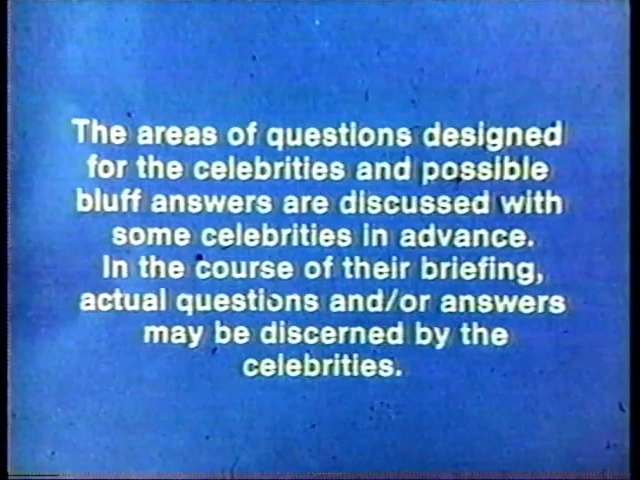 The areas of questions designed
for the celebrities and possible
bluff answers are discussed with
some celebrities in advance.
In the course of their briefing,
actual questions and/or answers
may be discerned by the
celebrities.